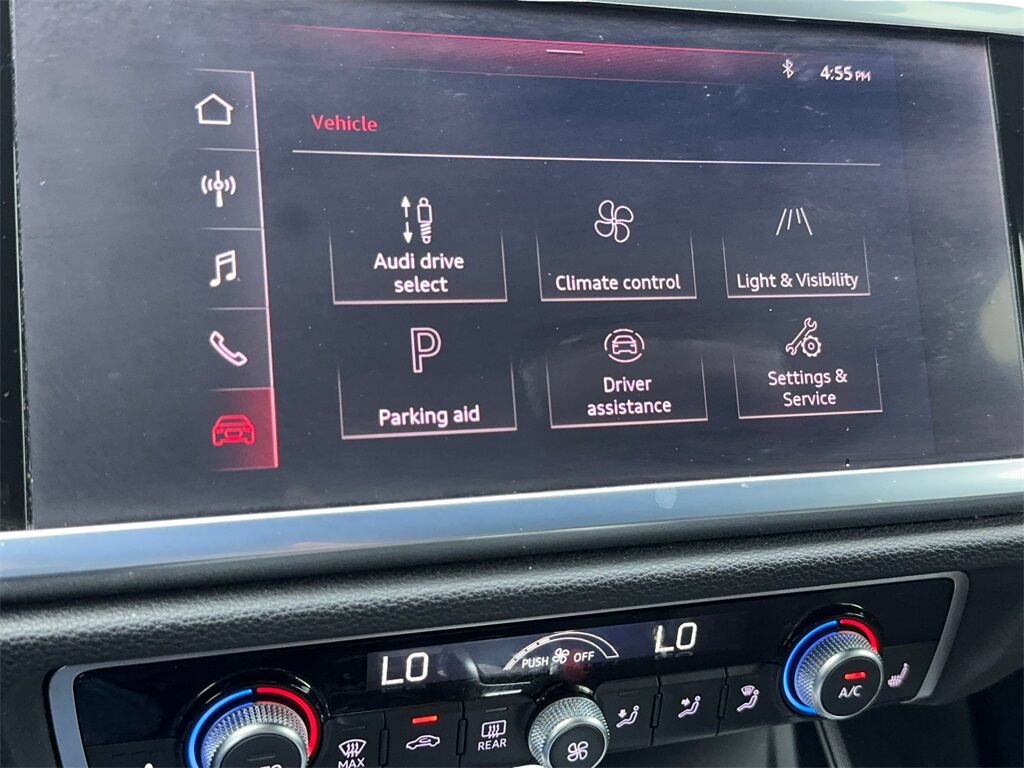 4:55 PM
Vehicle
Audi drive
select
Climate control
Light & Visibility
P
Parking aid
Driver
assistance
Settings &
Service
LO
PUSH OFF
LO
A/C
MAX
REAR